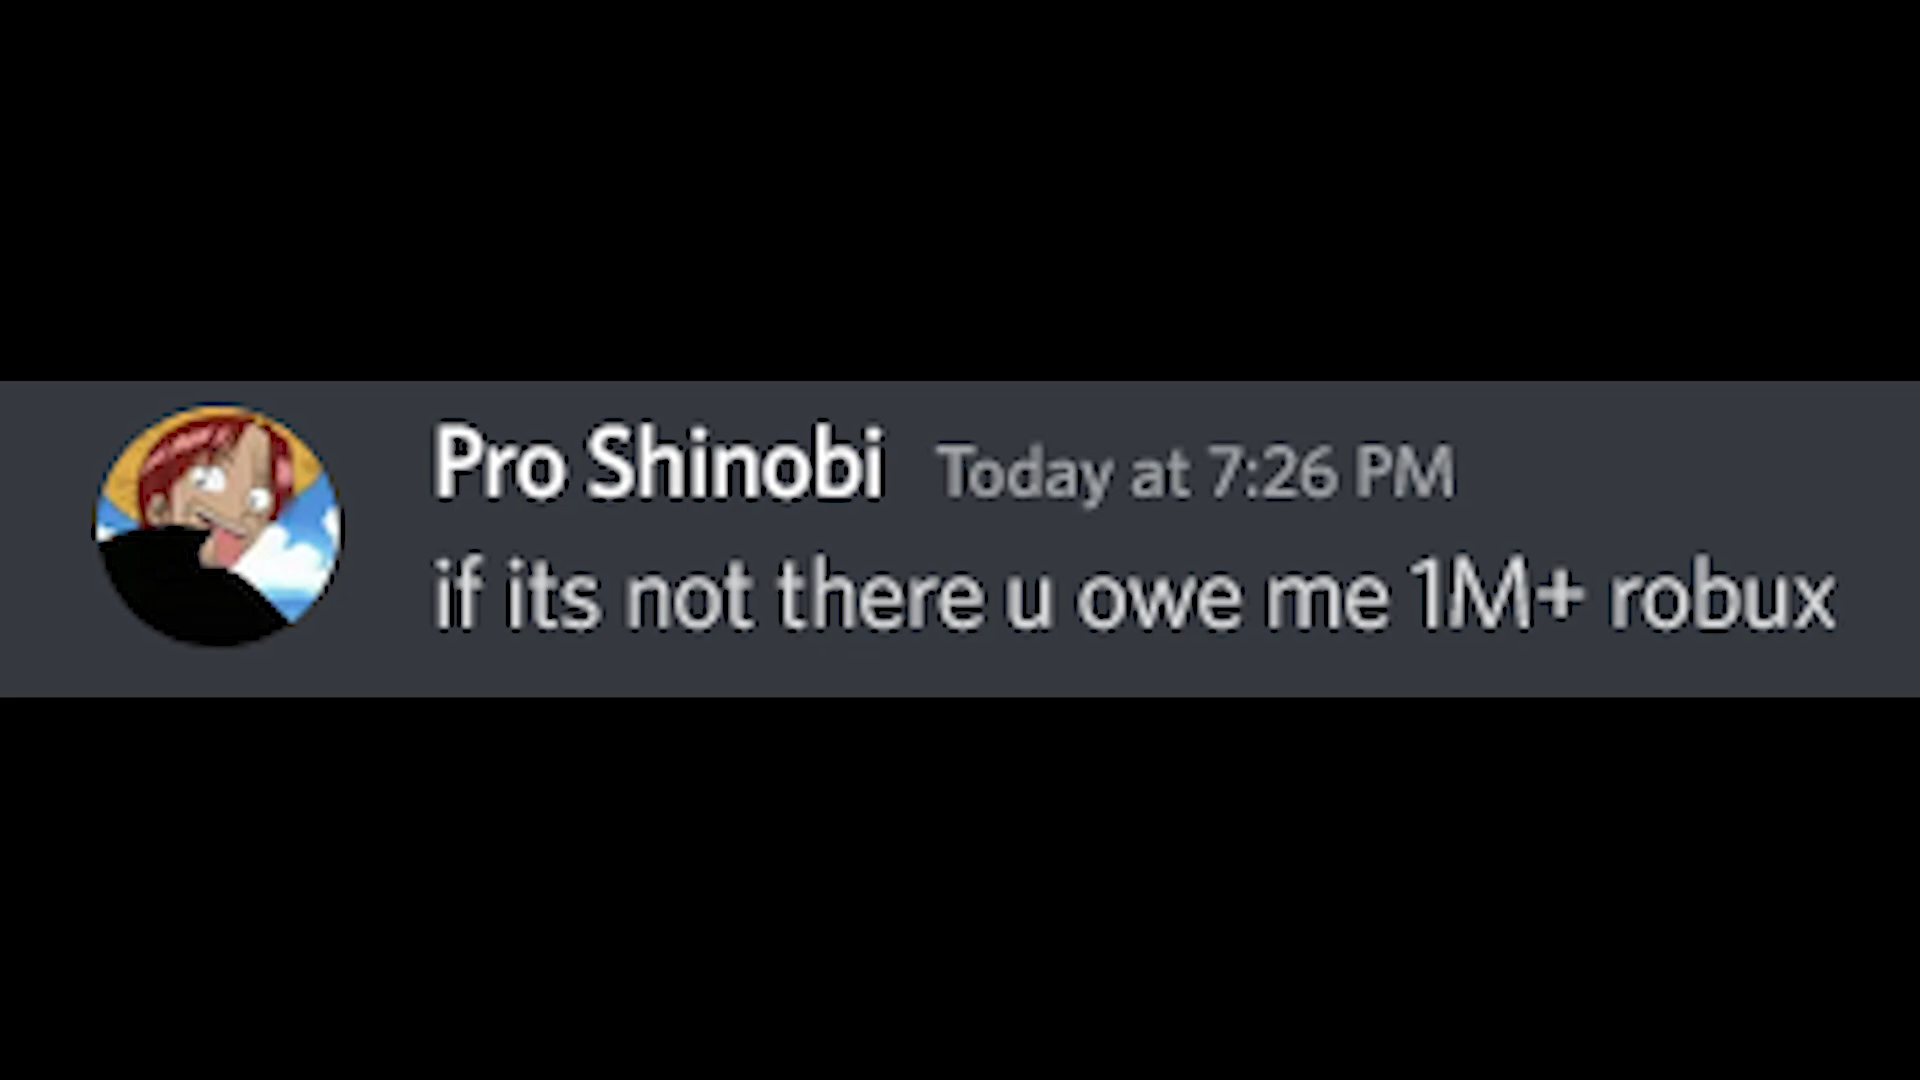 Pro Shinobi Today at 7:26 PM
if its not there u owe me 1M+ robux